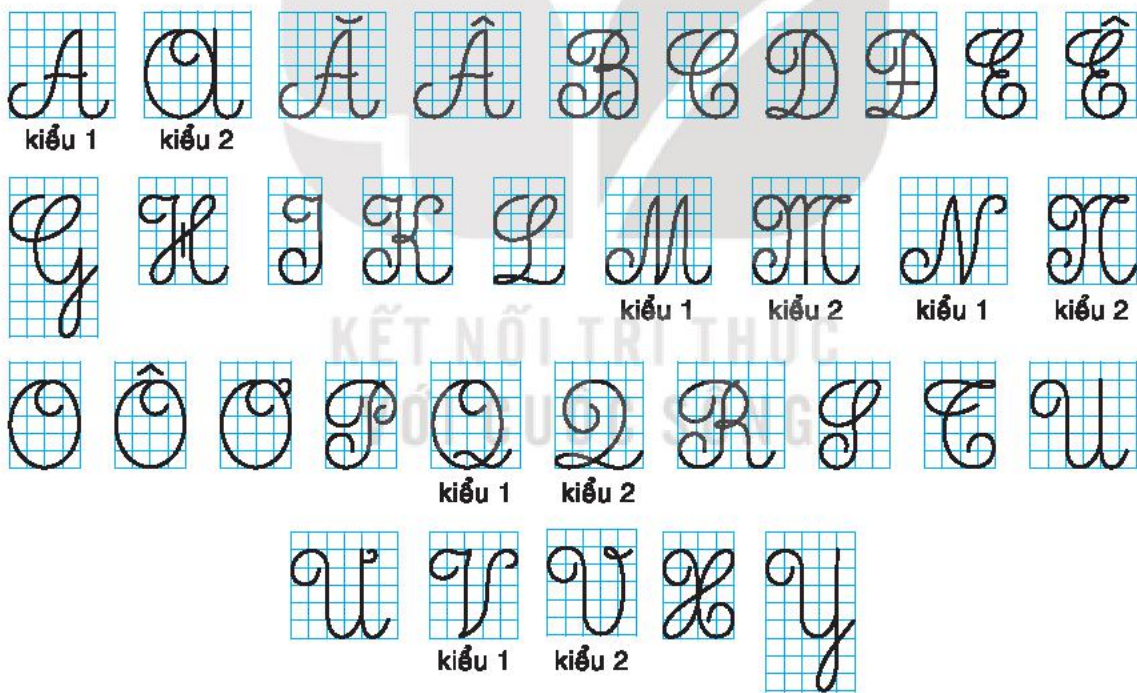 A A Ă Â B C D Đ E Ê
kiểu 1 kiểu 2
G H I K L M M N N
kiểu 1 kiểu 2 kiểu 1 kiểu 2
KẾT NỐI TRI THỨC
VỚI CUỘC SỐNG
O Ô Ơ P Q Q R S T U
kiểu 1 kiểu 2
Ư V V X Y
kiểu 1 kiểu 2